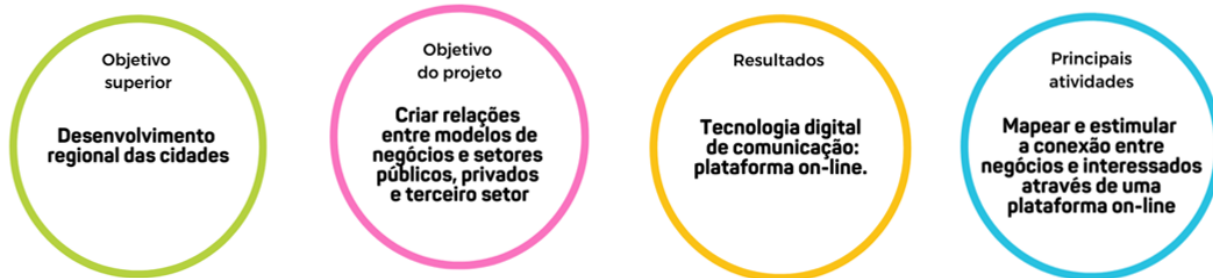 Objetivo
superior
Desenvolvimento
regional das cidades
Objetivo
do projeto
Criar relações
entre modelos de
negócios e setores
públicos, privados
e terceiro setor
Resultados
Tecnologia digital
de comunicação:
plataforma on-line.
Principais
atividades
Mapear e estimular
a conexão entre
negócios e interessados
através de uma
plataforma on-line